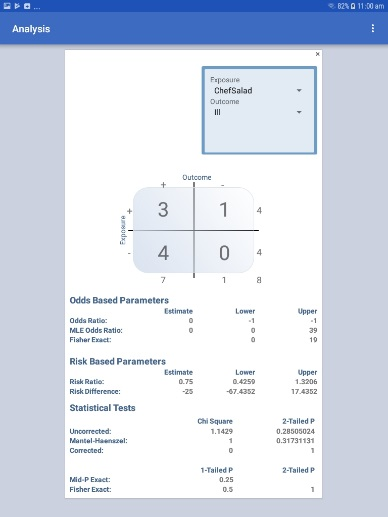 ... 82% 11:00 am
Analysis
×
Exposure
ChefSalad
Outcome
Ill
Outcome
+ -
Exposure
+ 3 1 4
- 4 0 4
7 1 8
Odds Based Parameters
Estimate Lower Upper
Odds Ratio: 0 -1 -1
MLE Odds Ratio: 0 0 39
Fisher Exact: 0 19
Risk Based Parameters
Estimate Lower Upper
Risk Ratio: 0.75 0.4259 1.3206
Risk Difference: -25 -67.4352 17.4352
Statistical Tests
Chi Square 2-Tailed P
Uncorrected: 1.1429 0.28505024
Mantel-Haenszel: 1 0.31731131
Corrected: 0 1
1-Tailed P 2-Tailed P
Mid-P Exact: 0.25
Fisher Exact: 0.5 1